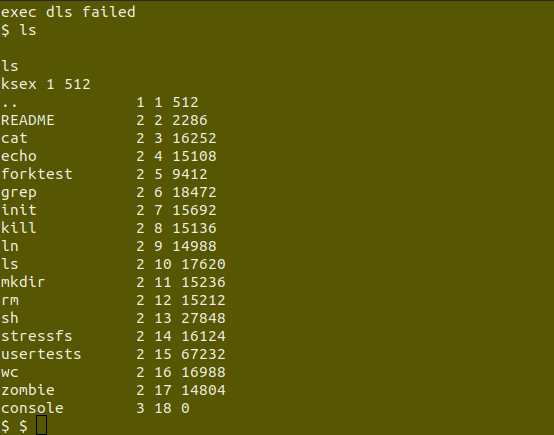 exec dls failed
$ ls
ls
ksex 1 512
.. 1 1 512
README 2 2 2286
cat 2 3 16252
echo 2 4 15108
forktest 2 5 9412
grep 2 6 18472
init 2 7 15692
kill 2 8 15136
ln 2 9 14988
ls 2 10 17620
mkdir 2 11 15236
rm 2 12 15212
sh 2 13 27848
stressfs 2 14 16124
usertests 2 15 67232
wc 2 16 16988
zombie 2 17 14804
console 3 18 0
$ $